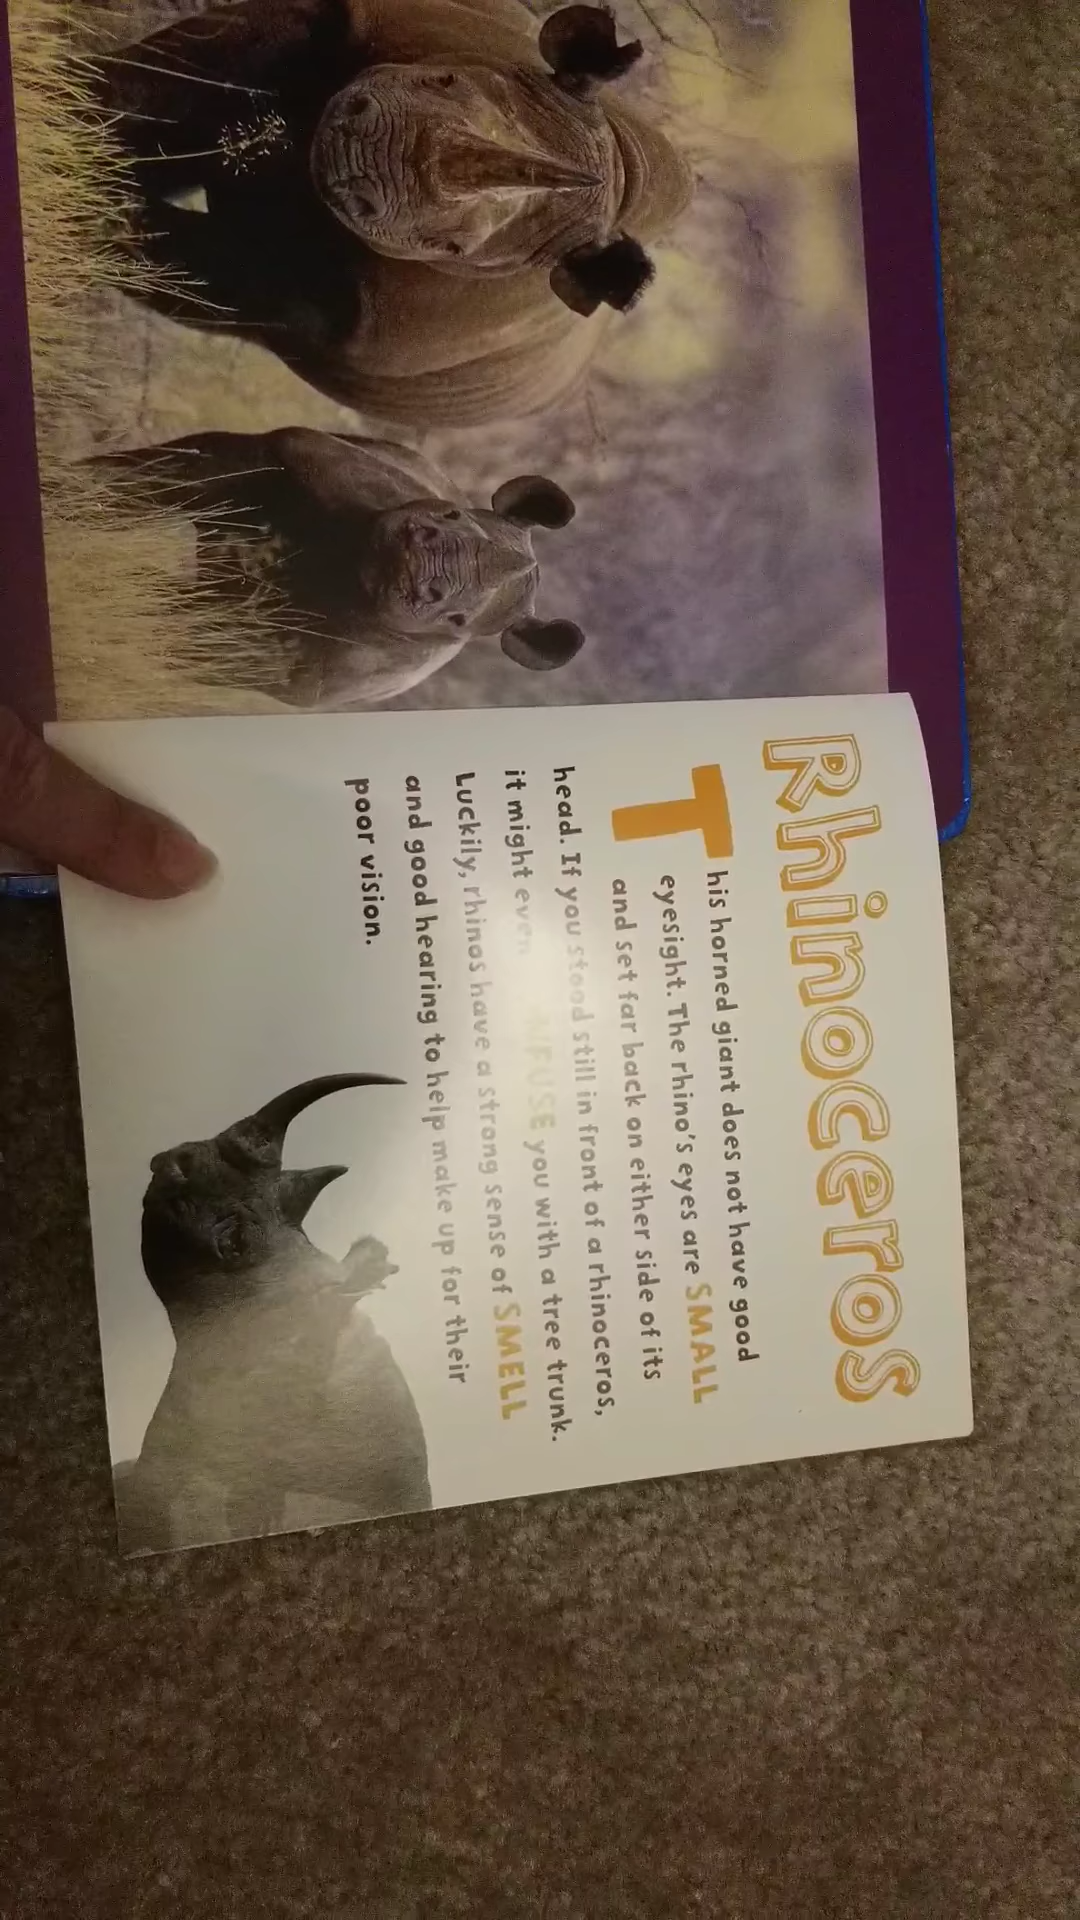 Rhinoceros
This horned giant does not have good
eyesight. The rhino's eyes are SMALL
and set far back on either side of its
head. If you stood still in front of a rhinoceros,
it might even you with a tree trunk.
Luckily, rhinos have a strong sense of SMELL
and good hearing to help make up for their
poor vision.